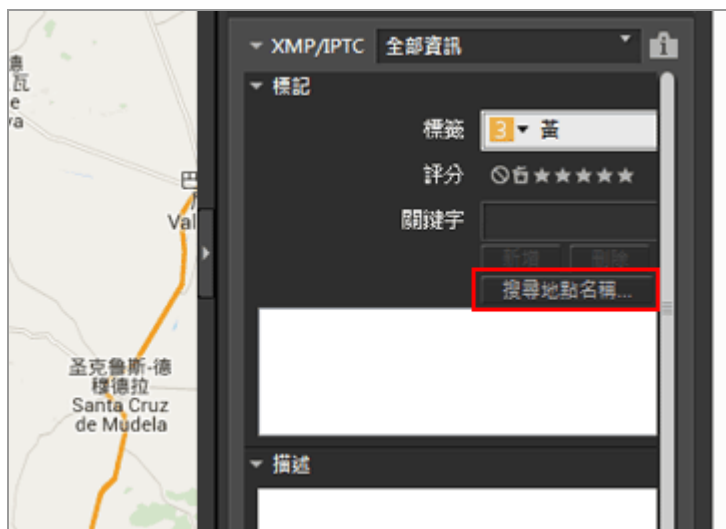 XMP/IPTC 全部資訊
標記
標籤 3 黃
評分
關鍵字
新增 刪除
搜尋地點名稱...
描述
瓦
e
巴
Val
圣克鲁斯-德
穆德拉
Santa Cruz
de Mudela